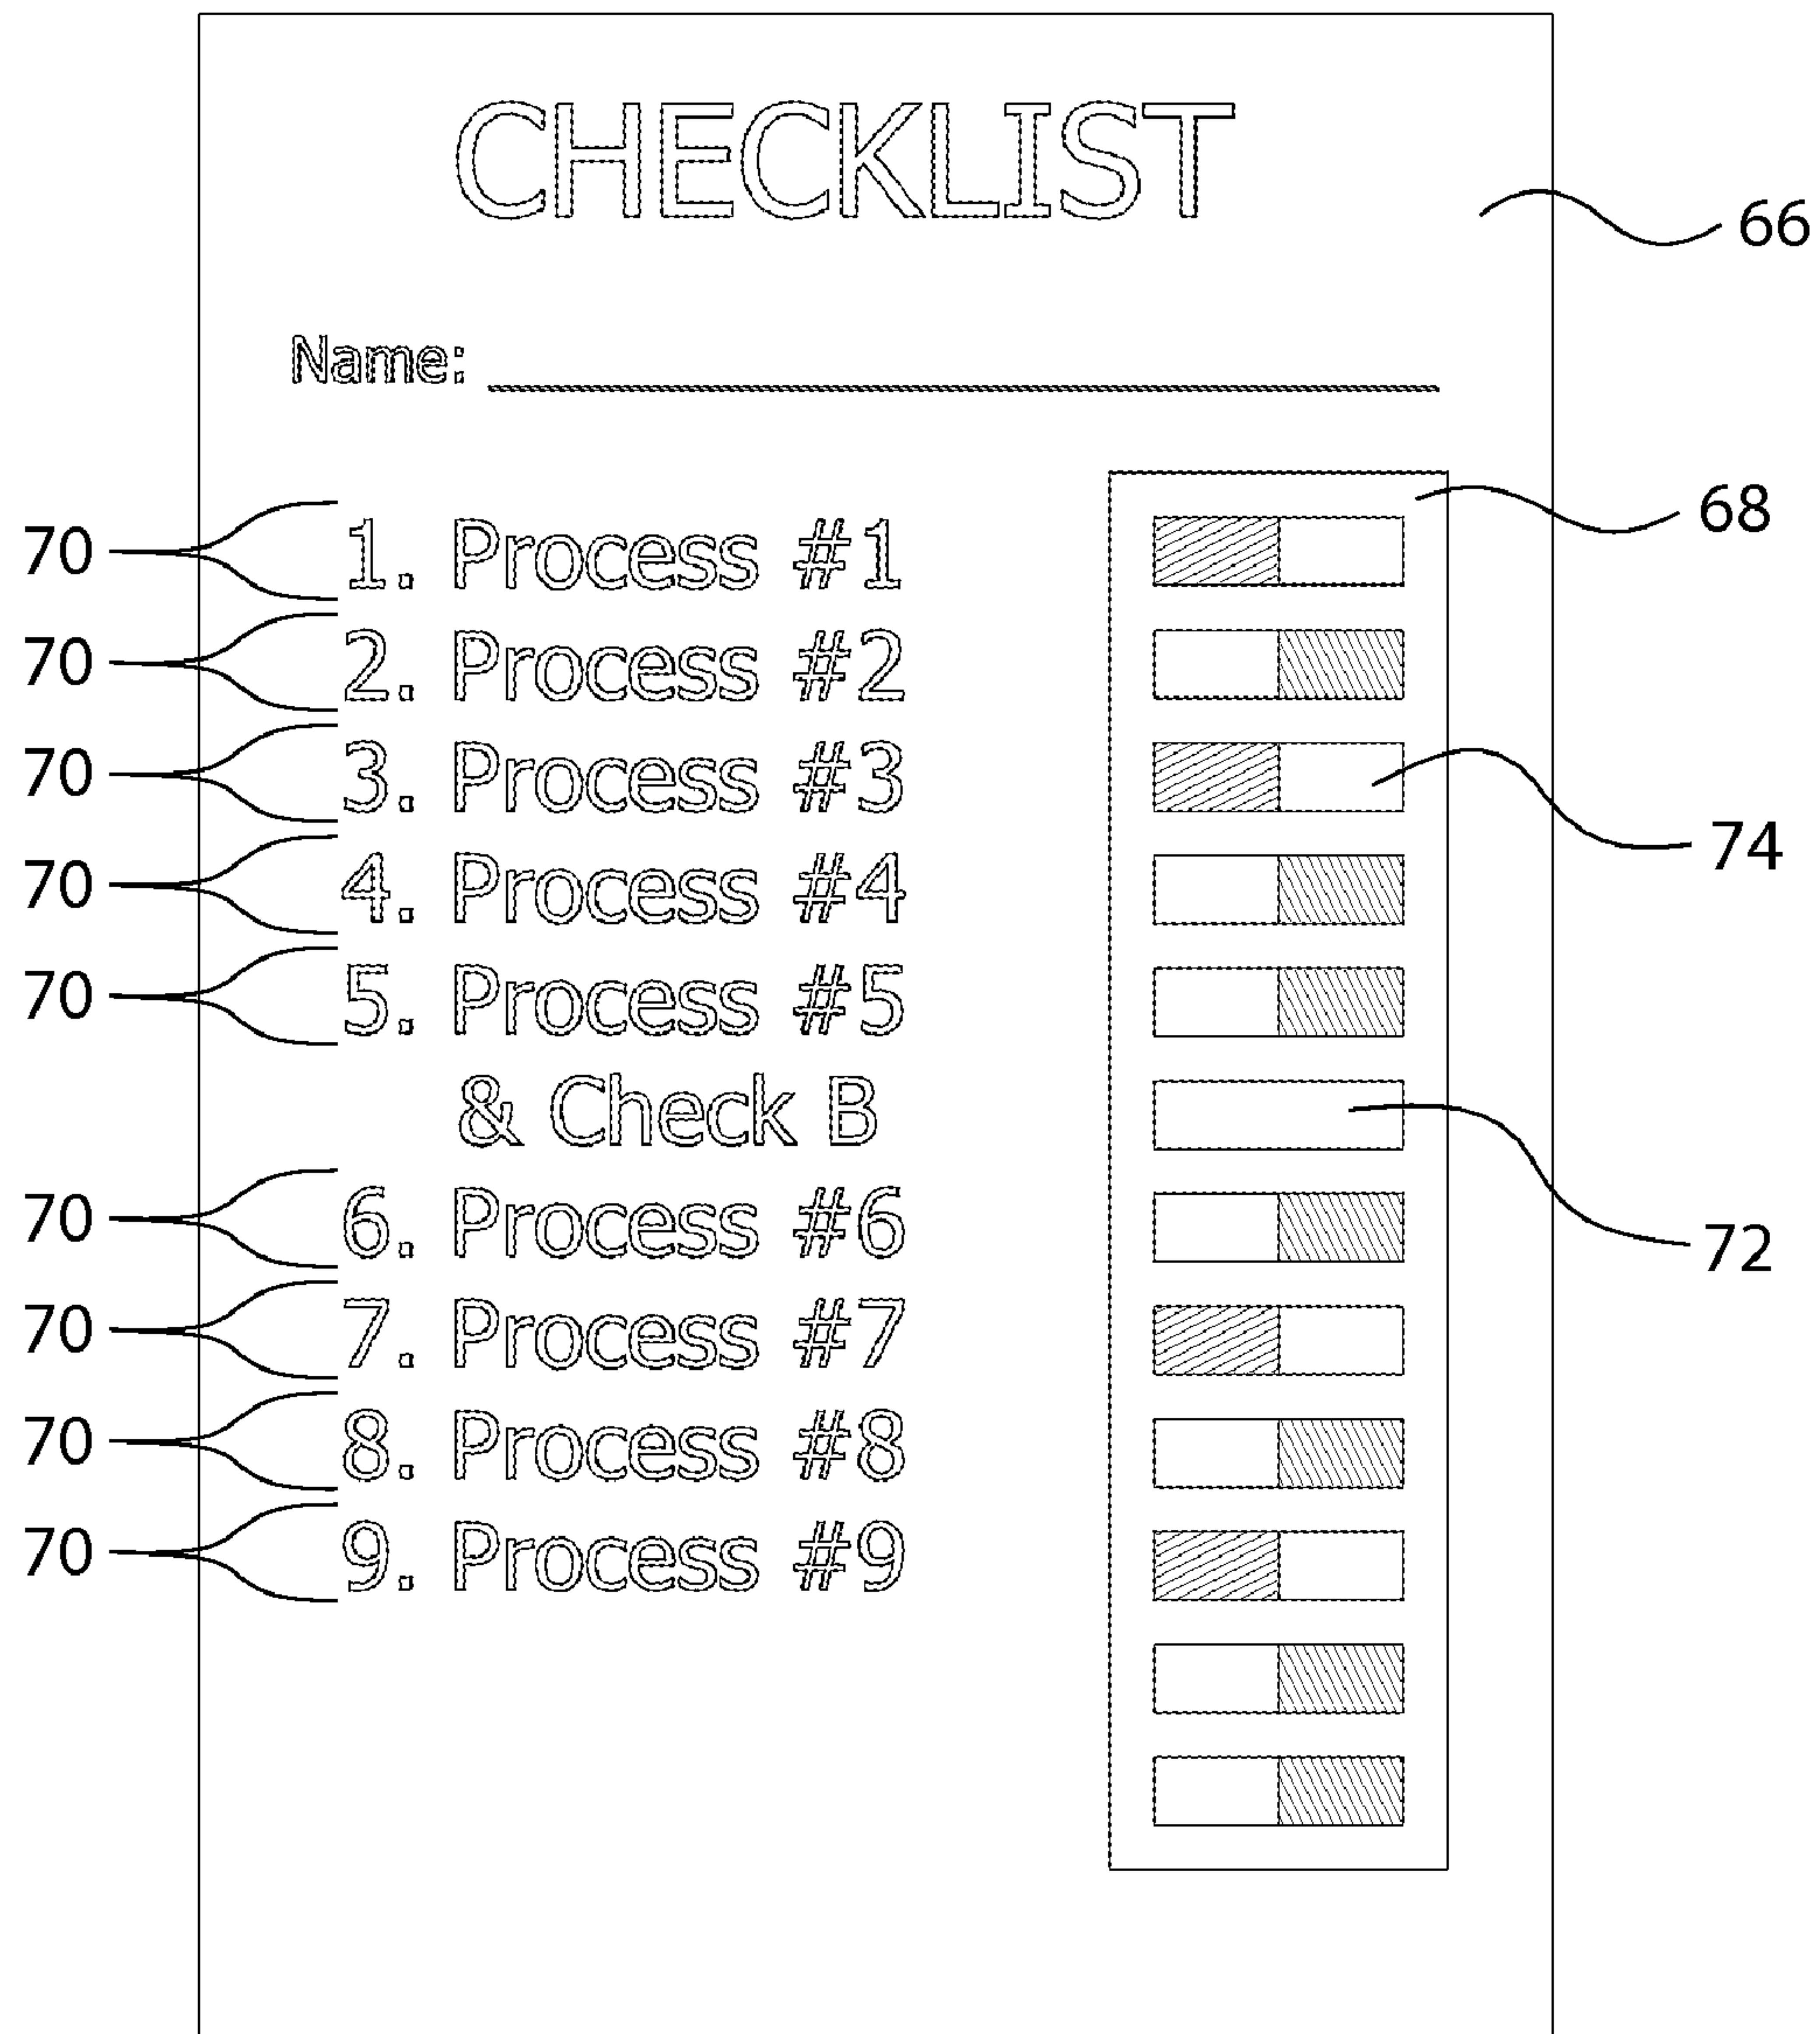 CHECKLIST
66
Name:
68
70 1. Process #1
70 2. Process #2
70 3. Process #3
74
70 4. Process #4
70 5. Process #5
& Check B
72
70 6. Process #6
70 7. Process #7
70 8. Process #8
70 9. Process #9